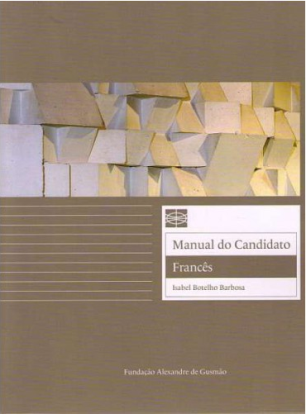 Manual do Candidato
Francês
Isabel Botelho Barbosa
Fundação Alexandre de Gusmão